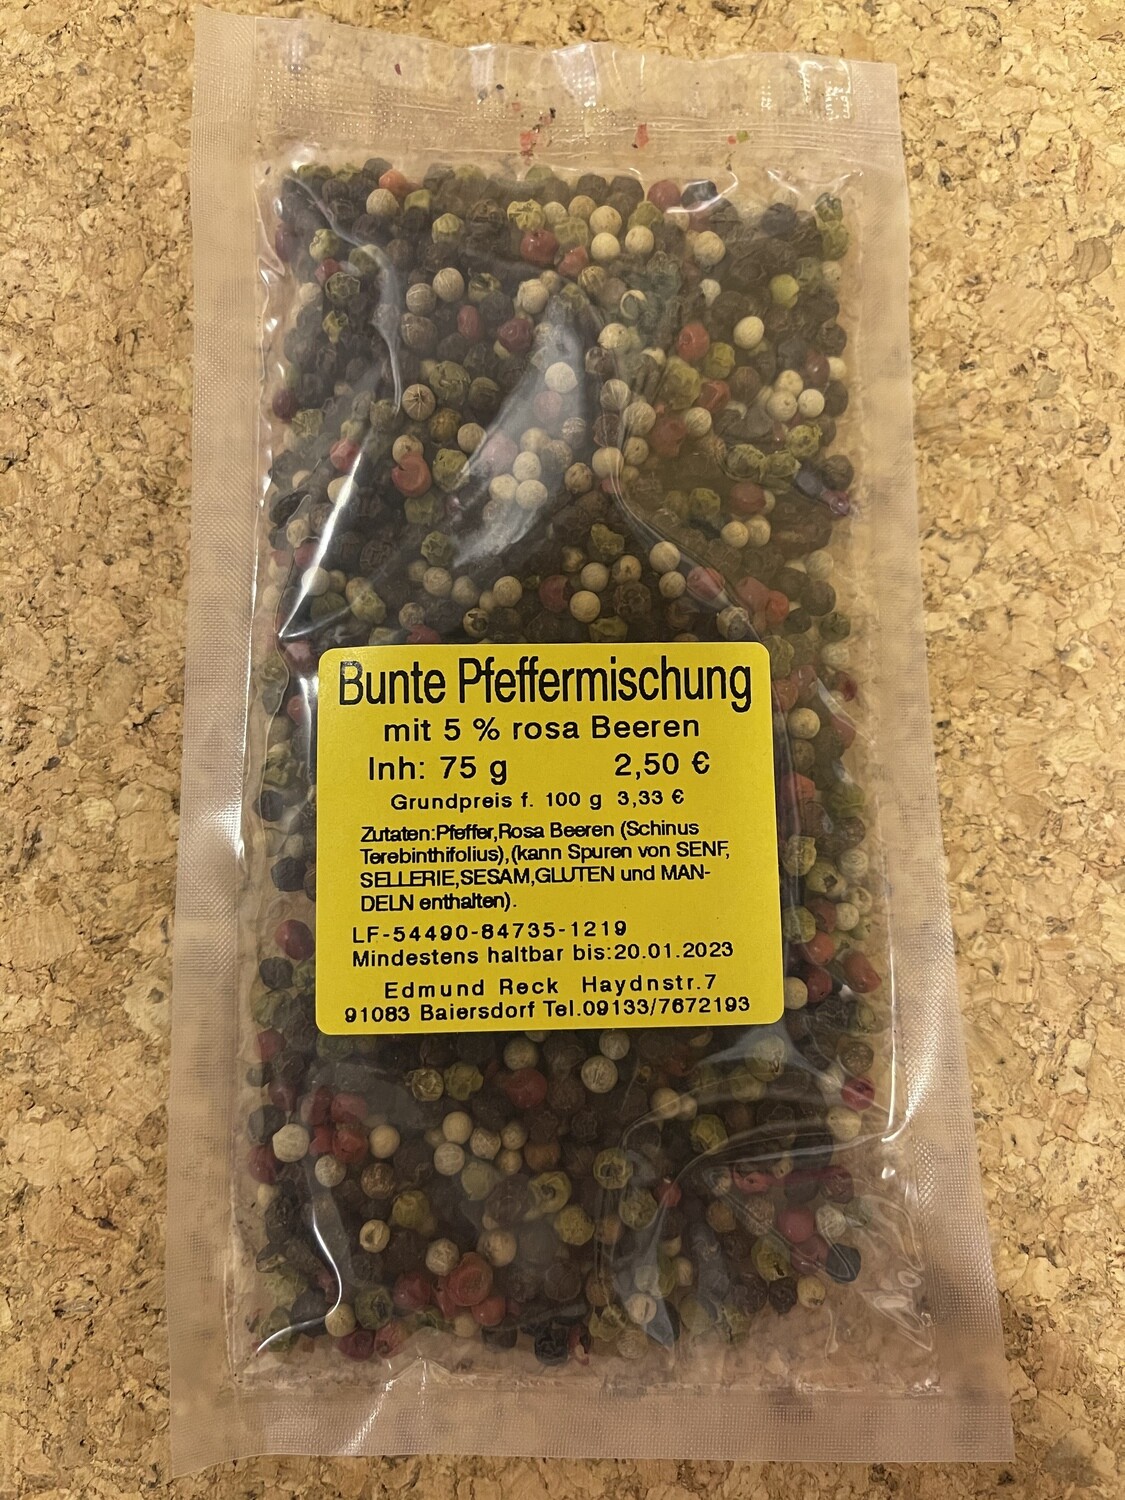 Bunte Pfeffermischung
mit 5 % rosa Beeren
Inh: 75 g 2,50 €
Grundpreis f. 100 g 3,33 €
Zutaten:Pfeffer,Rosa Beeren (Schinus
Terebinthifolius),(kann Spuren von SENF,
SELLERIE,SESAM,GLUTEN und MAN-
DELN enthalten).
LF-54490-84735-1219
Mindestens haltbar bis:20.01.2023
Edmund Reck Haydnstr.7
91083 Baiersdorf Tel.09133/7672193